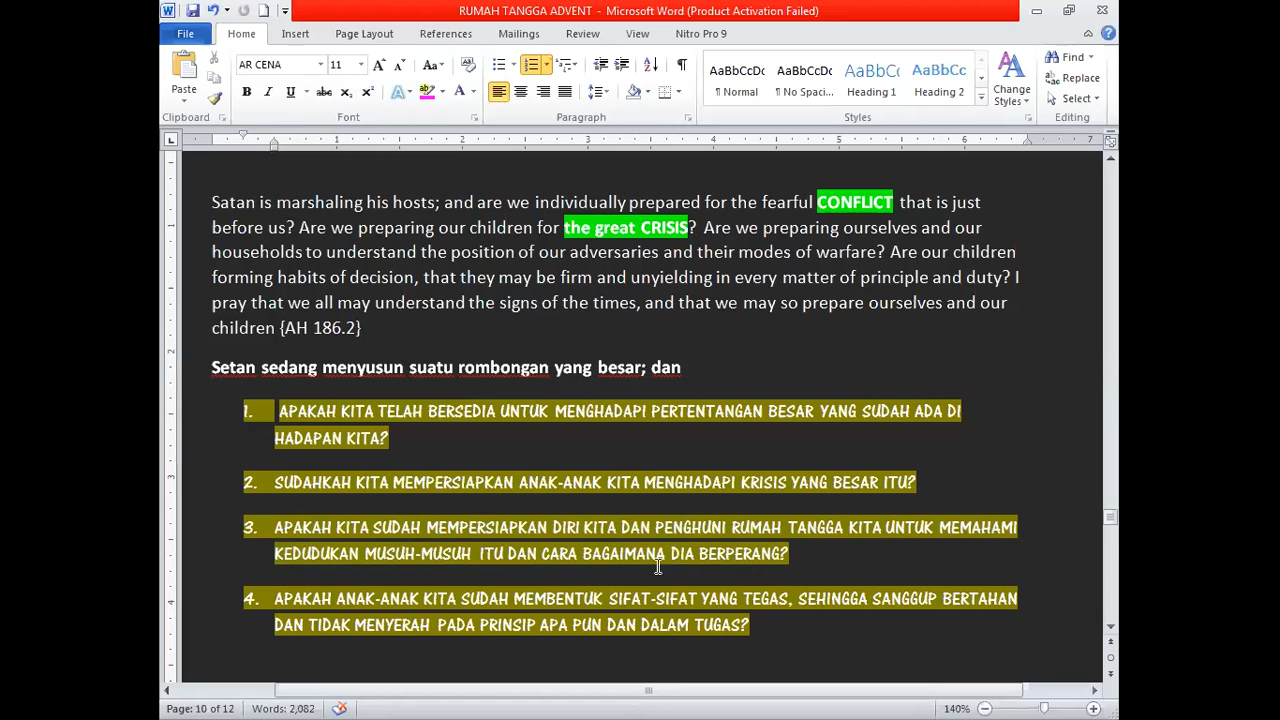 RUMAH TANGGA ADVENT - Microsoft Word (Product Activation Failed)
File Home Insert Page Layout References Mailings Review View Nitro Pro 9
AR CENA 11
Paste
AaBbCcDc AaBbCcDc AaBbCc AaBbCc
¶ Normal ¶ No Spaci... Heading 1 Heading 2
Change Styles
Find
Replace
Select
Clipboard Font Paragraph Styles Editing
1 2 3 4 5 6 7
Satan is marshaling his hosts; and are we individually prepared for the fearful CONFLICT that is just
before us? Are we preparing our children for the great CRISIS? Are we preparing ourselves and our
households to understand the position of our adversaries and their modes of warfare? Are our children
forming habits of decision, that they may be firm and unyielding in every matter of principle and duty? I
pray that we all may understand the signs of the times, and that we may so prepare ourselves and our
children {AH 186.2}
Setan sedang menyusun suatu rombongan yang besar; dan
1. APAKAH KITA TELAH BERSEDIA UNTUK MENGHADAPI PERTENTANGAN BESAR YANG SUDAH ADA DI
HADAPAN KITA?
2. SUDAHKAH KITA MEMPERSIAPKAN ANAK-ANAK KITA MENGHADAPI KRISIS YANG BESAR ITU?
3. APAKAH KITA SUDAH MEMPERSIAPKAN DIRI KITA DAN PENGHUNI RUMAH TANGGA KITA UNTUK MEMAHAMI
KEDUDUKAN MUSUH-MUSUH ITU DAN CARA BAGAIMANA DIA BERPERANG?
4. APAKAH ANAK-ANAK KITA SUDAH MEMBENTUK SIFAT-SIFAT YANG TEGAS, SEHINGGA SANGGUP BERTAHAN
DAN TIDAK MENYERAH PADA PRINSIP APA PUN DAN DALAM TUGAS?
Page: 10 of 12 Words: 2,082 140%